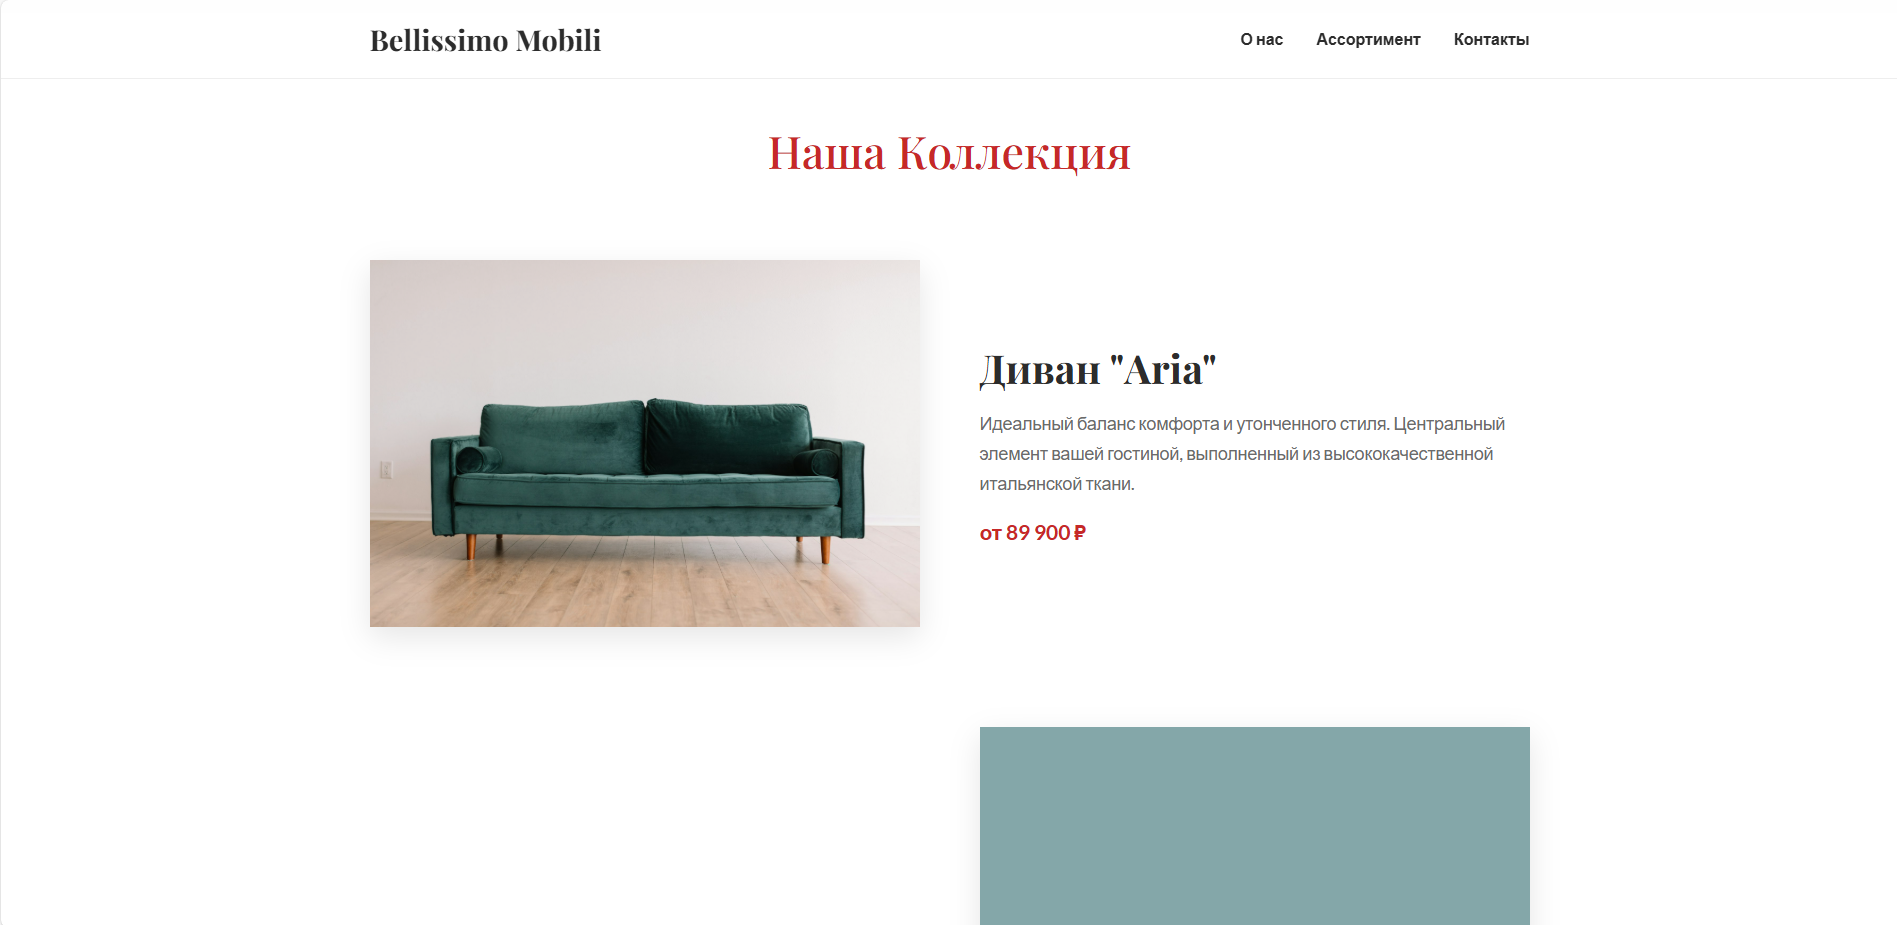 Bellissimo Mobili
О нас Ассортимент Контакты
Наша Коллекция
Диван "Aria"
Идеальный баланс комфорта и утонченного стиля. Центральный
элемент вашей гостиной, выполненный из высококачественной
итальянской ткани.
от 89 900 ₽